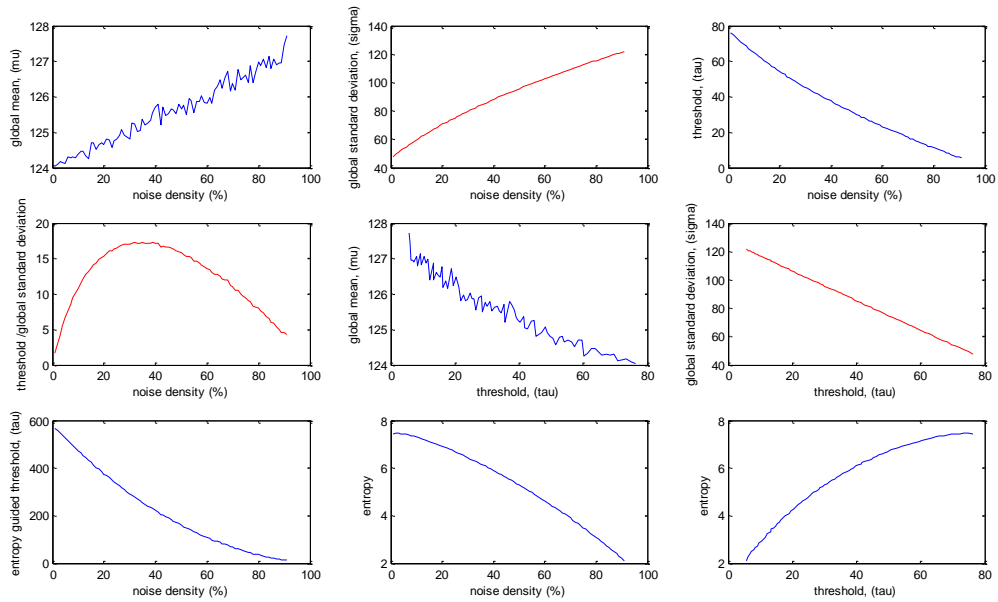 global mean, (mu)
128
127
126
125
124
0 20 40 60 80 100
noise density (%)
global standard deviation, (sigma)
140
120
100
80
60
40
0 20 40 60 80 100
noise density (%)
threshold, (tau)
80
60
40
20
0
0 20 40 60 80 100
noise density (%)
threshold /global standard deviation
20
15
10
5
0
0 20 40 60 80 100
noise density (%)
global mean, (mu)
128
127
126
125
124
0 20 40 60 80
threshold, (tau)
global standard deviation, (sigma)
140
120
100
80
60
40
0 20 40 60 80
threshold, (tau)
entropy guided threshold, (tau)
600
400
200
0
0 20 40 60 80 100
noise density (%)
entropy
8
6
4
2
0 20 40 60 80 100
noise density (%)
entropy
8
6
4
2
0 20 40 60 80
threshold, (tau)